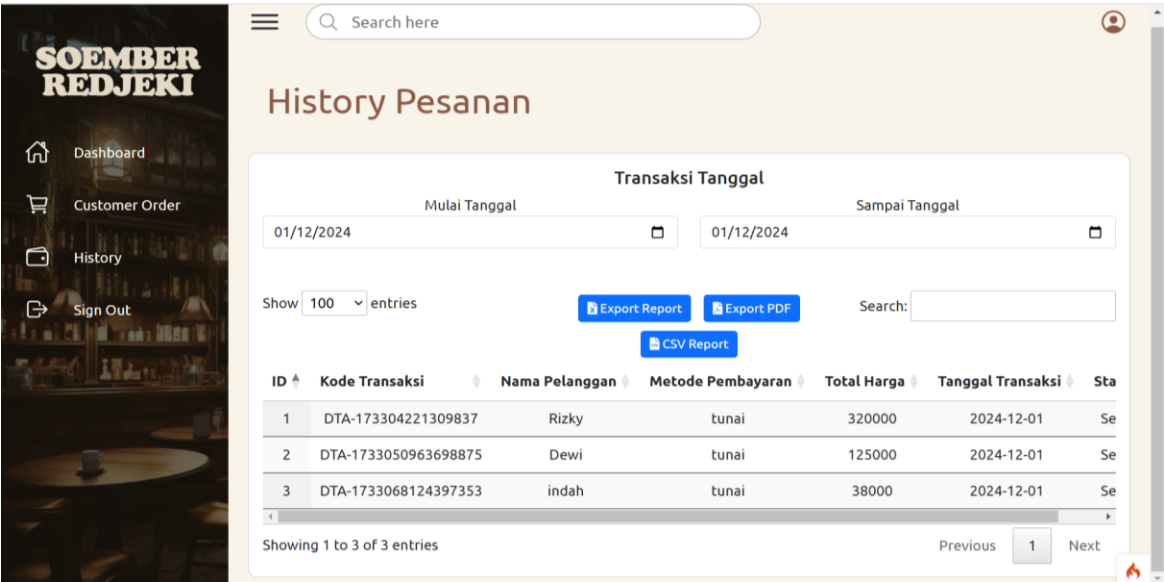 Search here
SOEMBER
REDJEKI
History Pesanan
Dashboard
Customer Order
History
Sign Out
Transaksi Tanggal
Mulai Tanggal Sampai Tanggal
01/12/2024 01/12/2024
Show 100 entries Export Report Export PDF Search:
CSV Report
ID Kode Transaksi Nama Pelanggan Metode Pembayaran Total Harga Tanggal Transaksi Sta
1 DTA-173304221309837 Rizky tunai 320000 2024-12-01 Se
2 DTA-1733050963698875 Dewi tunai 125000 2024-12-01 Se
3 DTA-1733068124397353 indah tunai 38000 2024-12-01 Se
Showing 1 to 3 of 3 entries Previous 1 Next